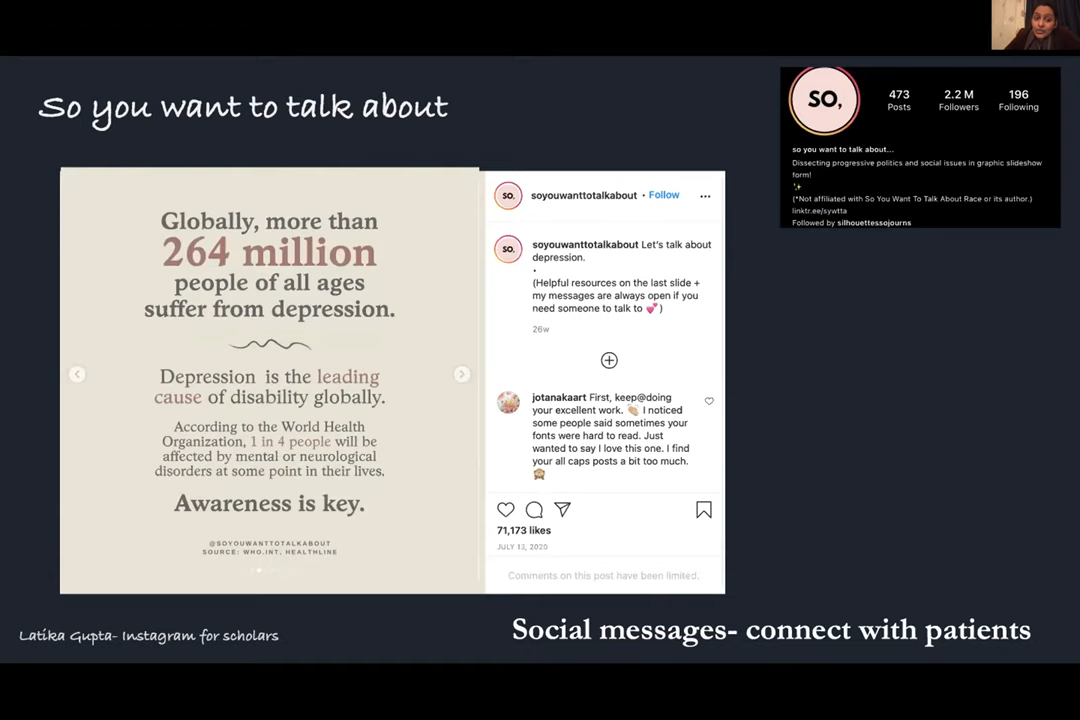 So you want to talk about
SO,
473
Posts
2.2 M
Followers
196
Following
so you want to talk about...
Dissecting progressive politics and social issues in graphic slideshow
form!
✨
(*Not affiliated with So You Want To Talk About Race or its author.)
linktr.ee/sywtta
Followed by silhouettessojourns
Globally, more than
264 million
people of all ages
suffer from depression.
Depression is the leading
cause of disability globally.
According to the World Health
Organization, 1 in 4 people will be
affected by mental or neurological
disorders at some point in their lives.
Awareness is key.
@SOYOUWANTTOTALKABOUT
SOURCE: WHO.INT, HEALTHLINE
SO.
soyouwanttotalkabout • Follow
SO.
soyouwanttotalkabout Let's talk about
depression.
•
(Helpful resources on the last slide +
my messages are always open if you
need someone to talk to 💕)
26w
jotanakaart First, keep@doing
your excellent work. 👏🏼 I noticed
some people said sometimes your
fonts were hard to read. Just
wanted to say I love this one. I find
your all caps posts a bit too much.
🙈
71,173 likes
JULY 13, 2020
Comments on this post have been limited.
Latika Gupta- Instagram for scholars
Social messages- connect with patients